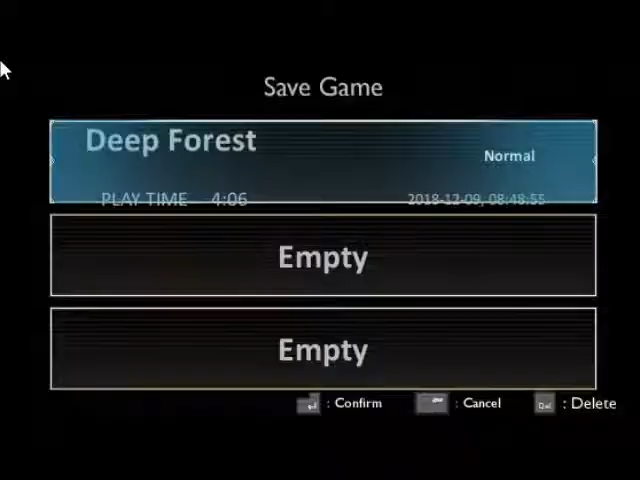 Save Game
Deep Forest
Normal
PLAY TIME 4:06
2018-12-09, 08:48:55
Empty
Empty
: Confirm : Cancel : Delete